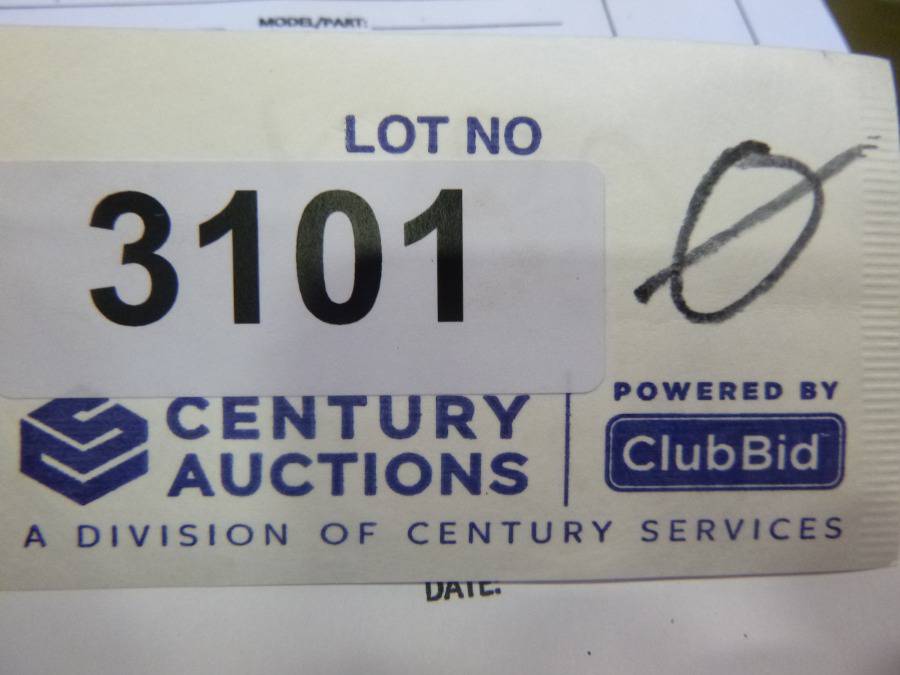 MODEL/PART:
LOT NO
3101 Ø
CENTURY
AUCTIONS
POWERED BY
ClubBid
A DIVISION OF CENTURY SERVICES
DATE: